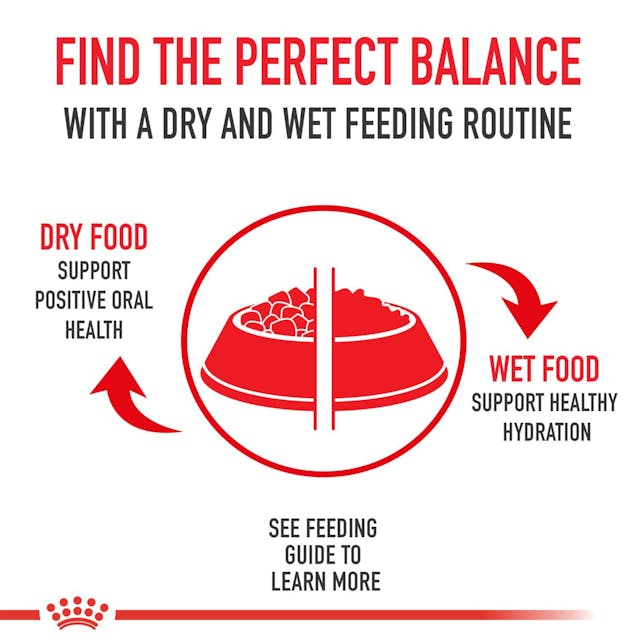 FIND THE PERFECT BALANCE
WITH A DRY AND WET FEEDING ROUTINE
DRY FOOD
SUPPORT
POSITIVE ORAL
HEALTH
WET FOOD
SUPPORT HEALTHY
HYDRATION
SEE FEEDING
GUIDE TO
LEARN MORE